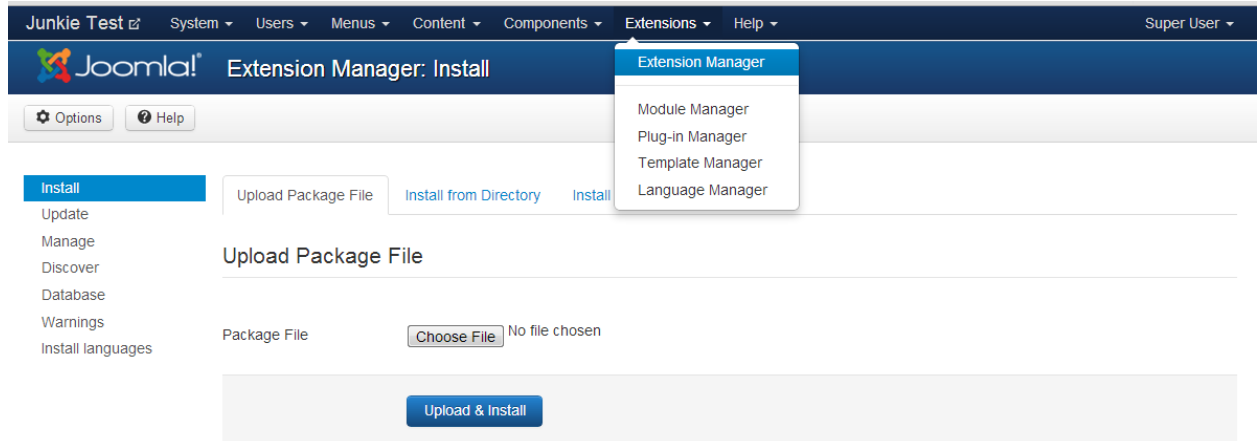 Junkie Test System Users Menus Content Components Extensions Help Super User
Joomla!® Extension Manager: Install
Extension Manager
Module Manager
Plug-in Manager
Template Manager
Language Manager
Options Help
Install
Update
Manage
Discover
Database
Warnings
Install languages
Upload Package File Install from Directory Install
Upload Package File
Package File Choose File No file chosen
Upload & Install